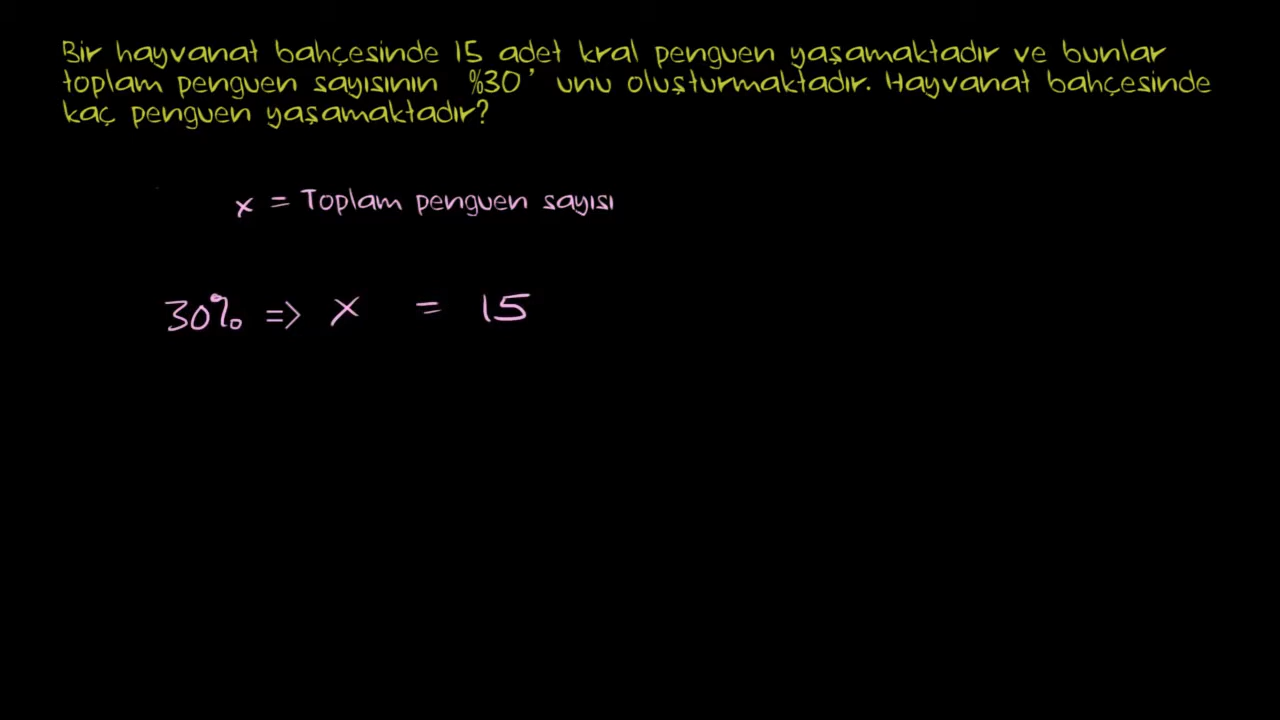 Bir hayvanat bahçesinde 15 adet kral penguen yaşamaktadır ve bunlar
toplam penguen sayısının %30' unu oluşturmaktadır. Hayvanat bahçesinde
kaç penguen yaşamaktadır?
x = Toplam penguen sayısı
30% => x = 15